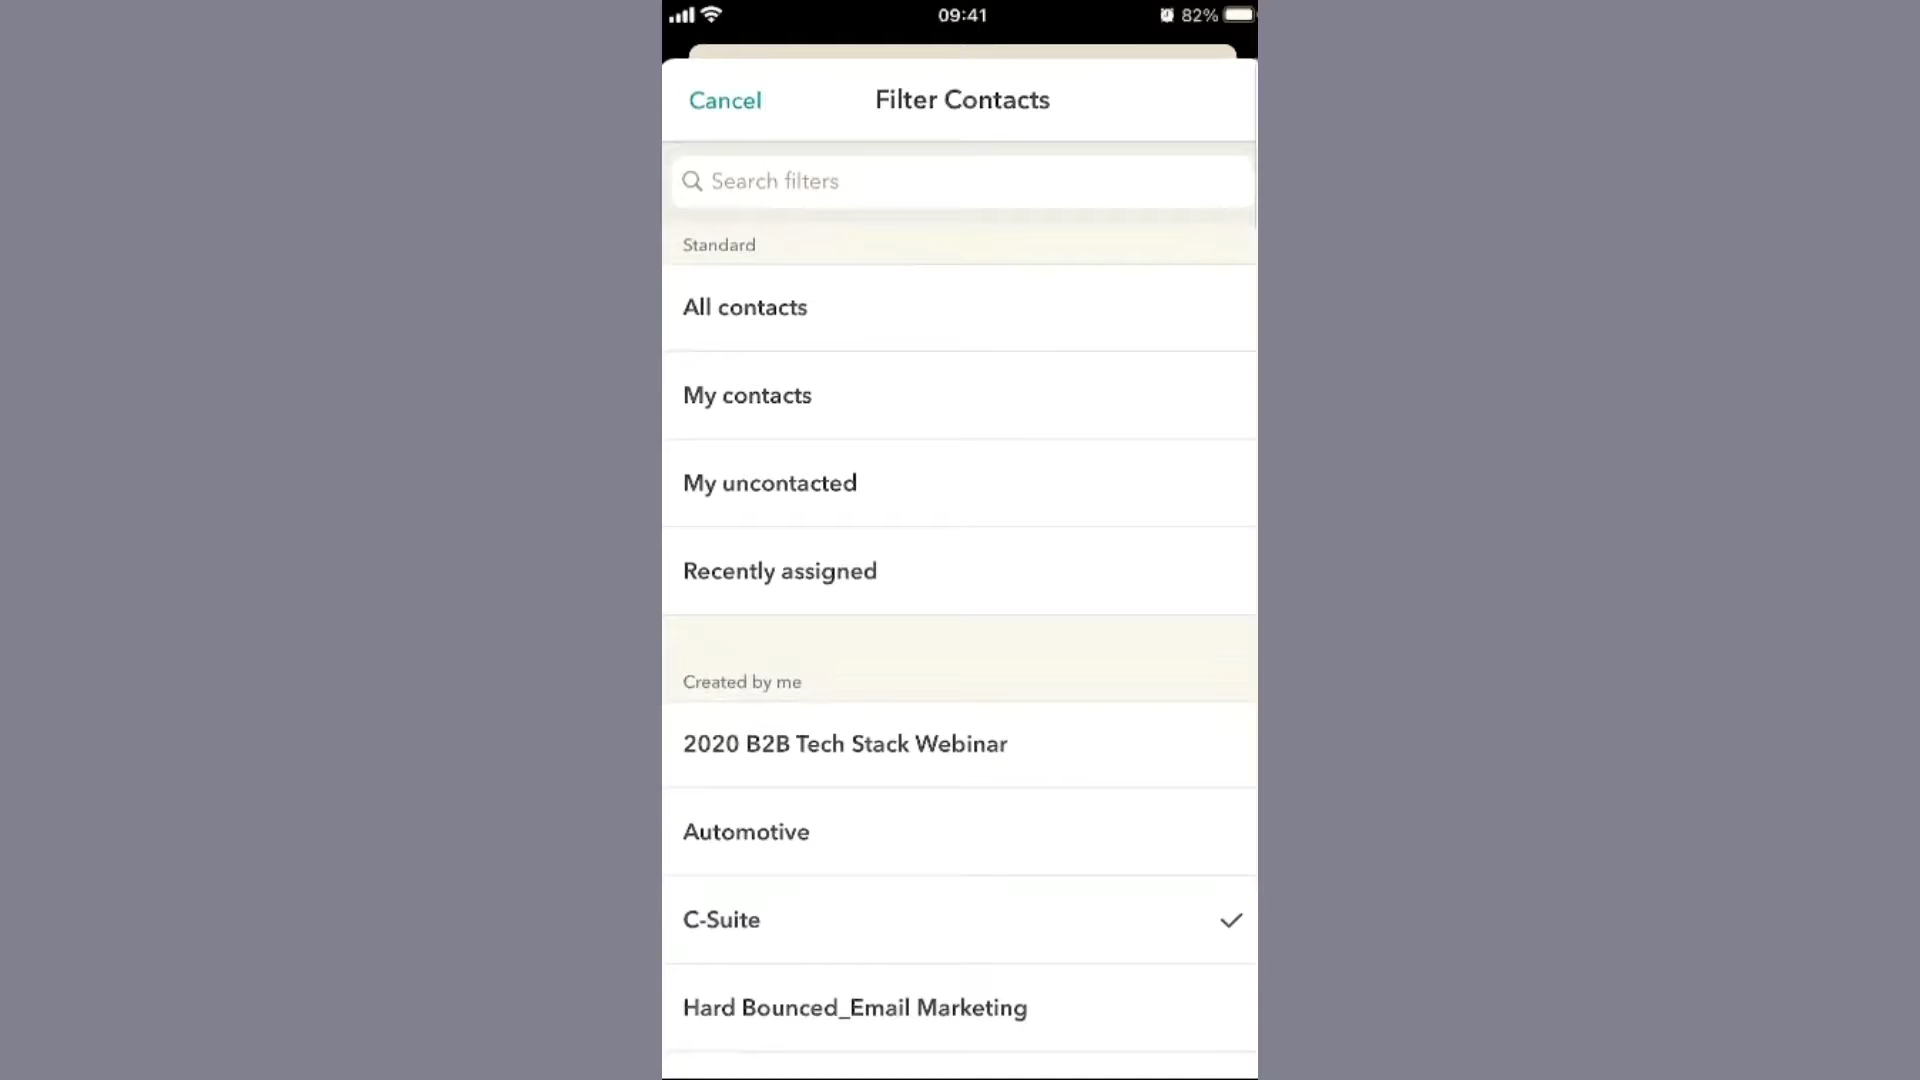 09:41
82%
Cancel
Filter Contacts
Search filters
Standard
All contacts
My contacts
My uncontacted
Recently assigned
Created by me
2020 B2B Tech Stack Webinar
Automotive
C-Suite
Hard Bounced_Email Marketing